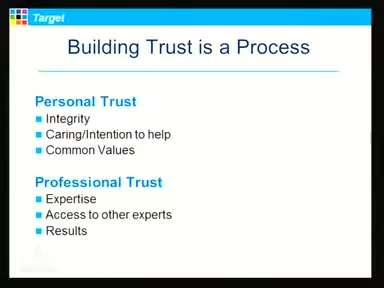 Target
Building Trust is a Process
Personal Trust
Integrity
Caring/Intention to help
Common Values
Professional Trust
Expertise
Access to other experts
Results